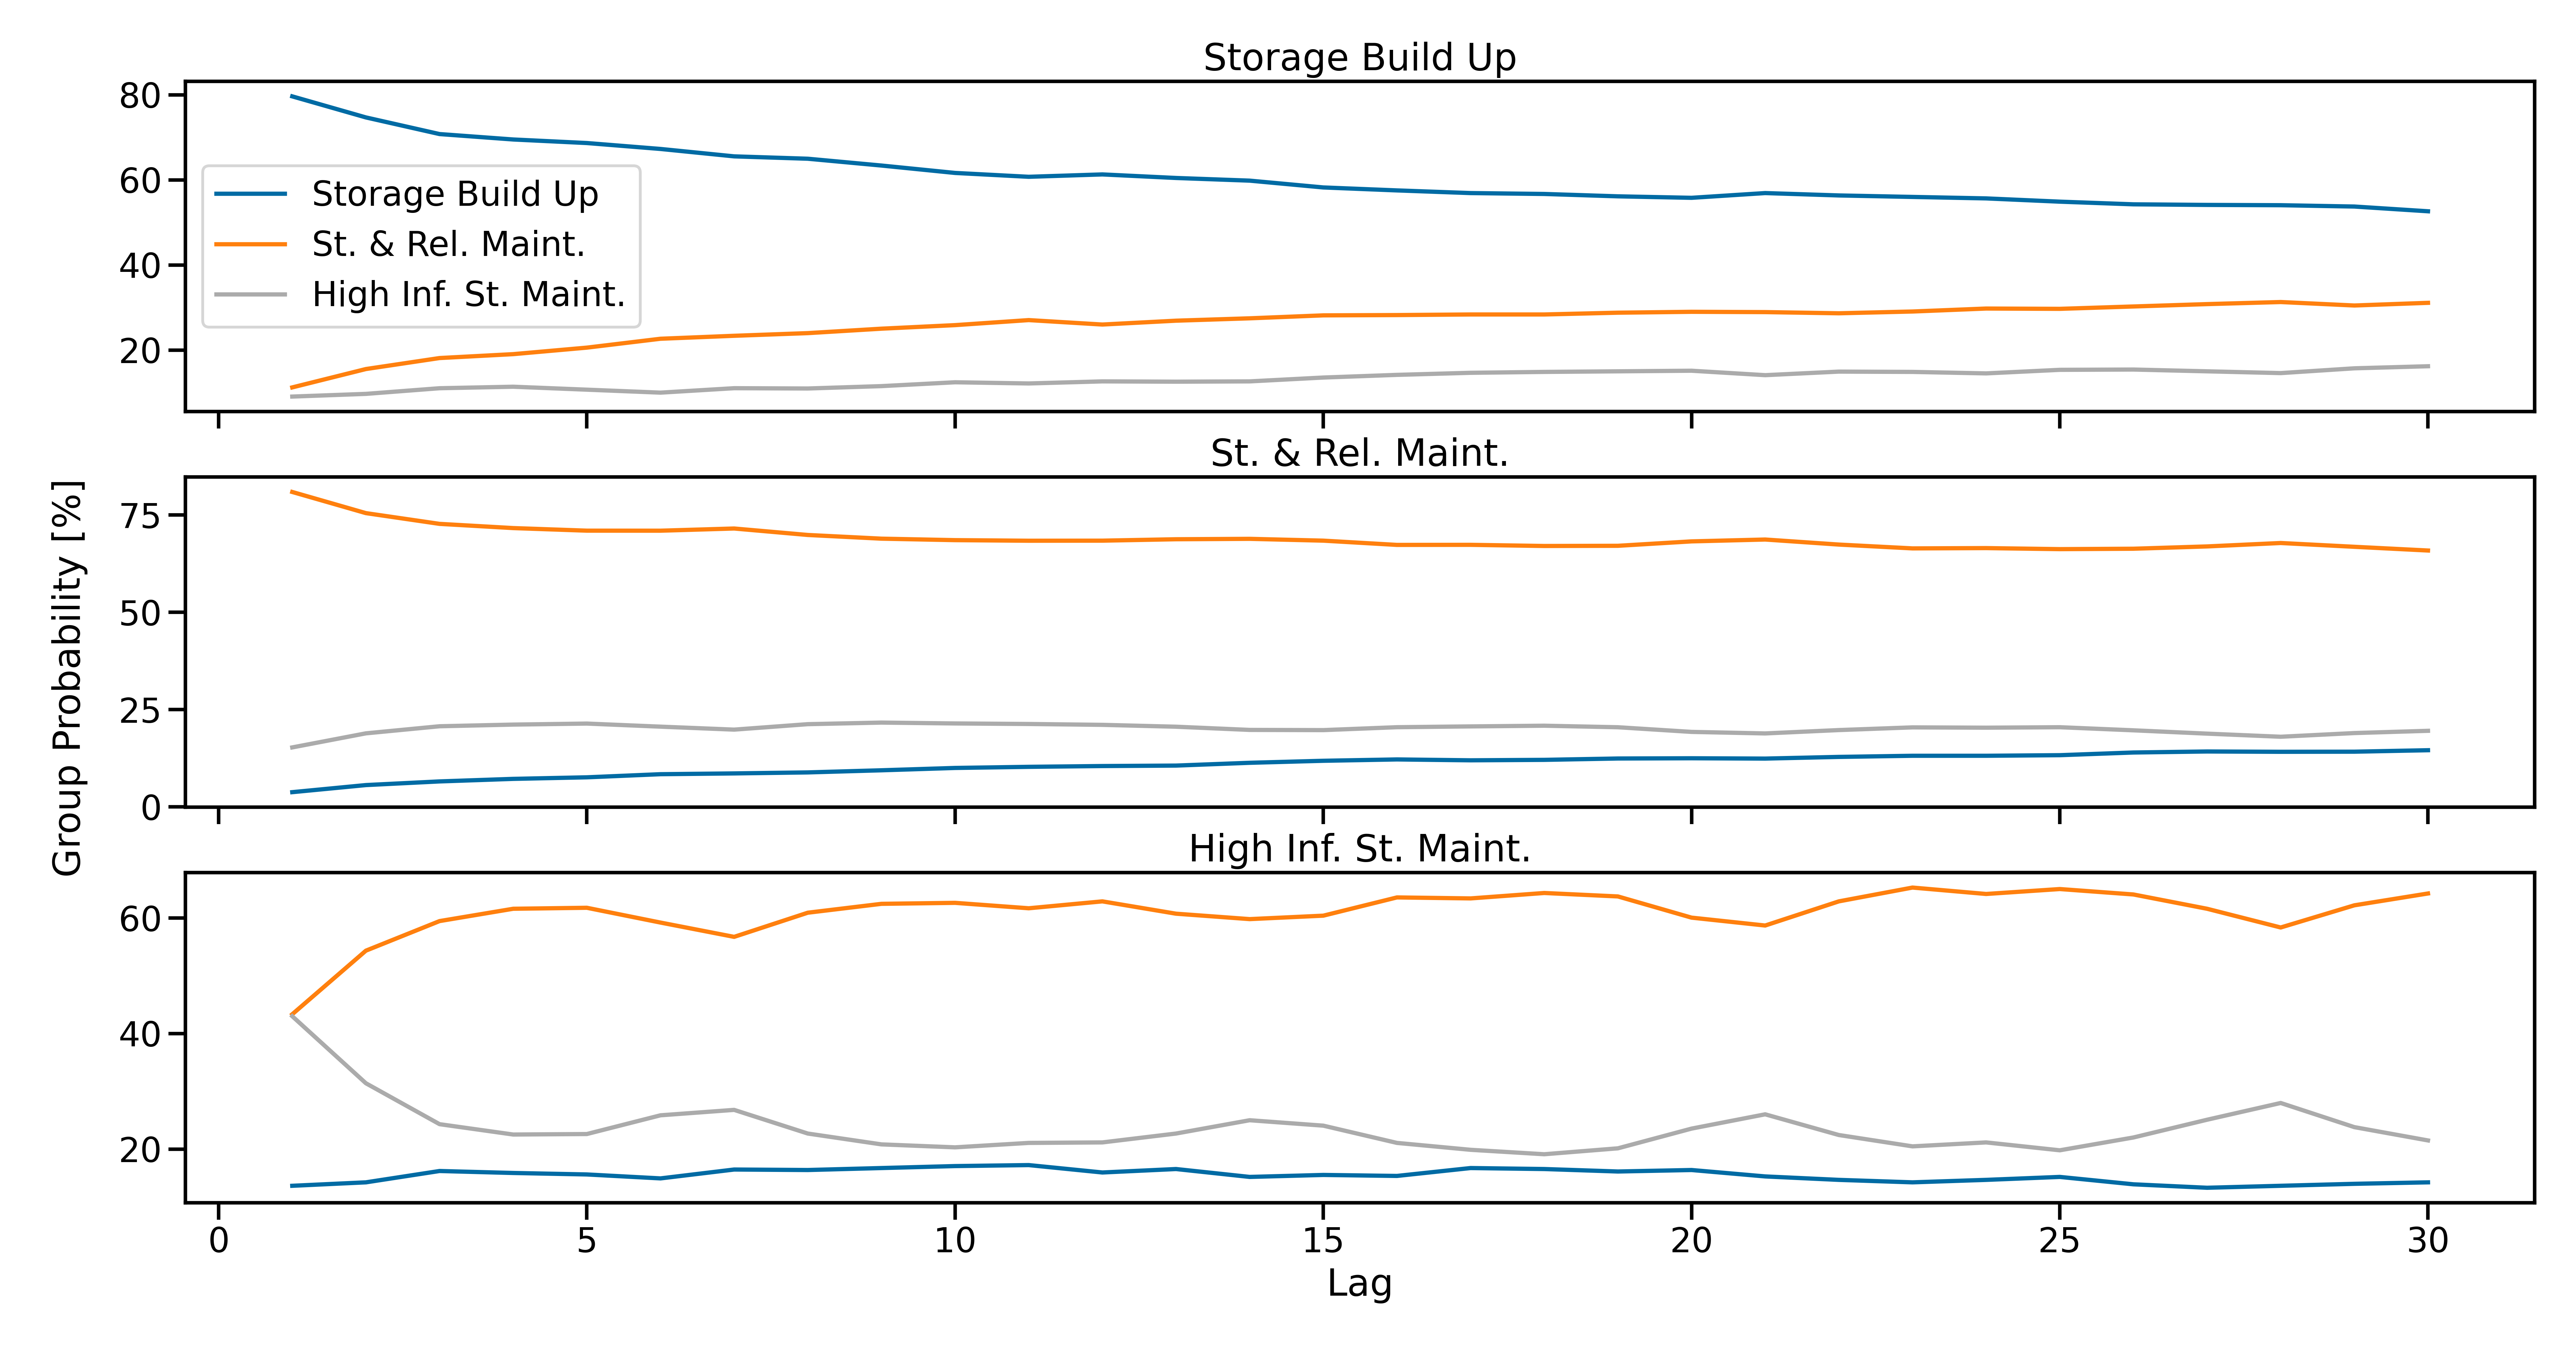 Storage Build Up
80
60
40
20
Storage Build Up
St. & Rel. Maint.
High Inf. St. Maint.
St. & Rel. Maint.
Group Probability [%]
75
50
25
0
High Inf. St. Maint.
60
40
20
0 5 10 15 20 25 30
Lag